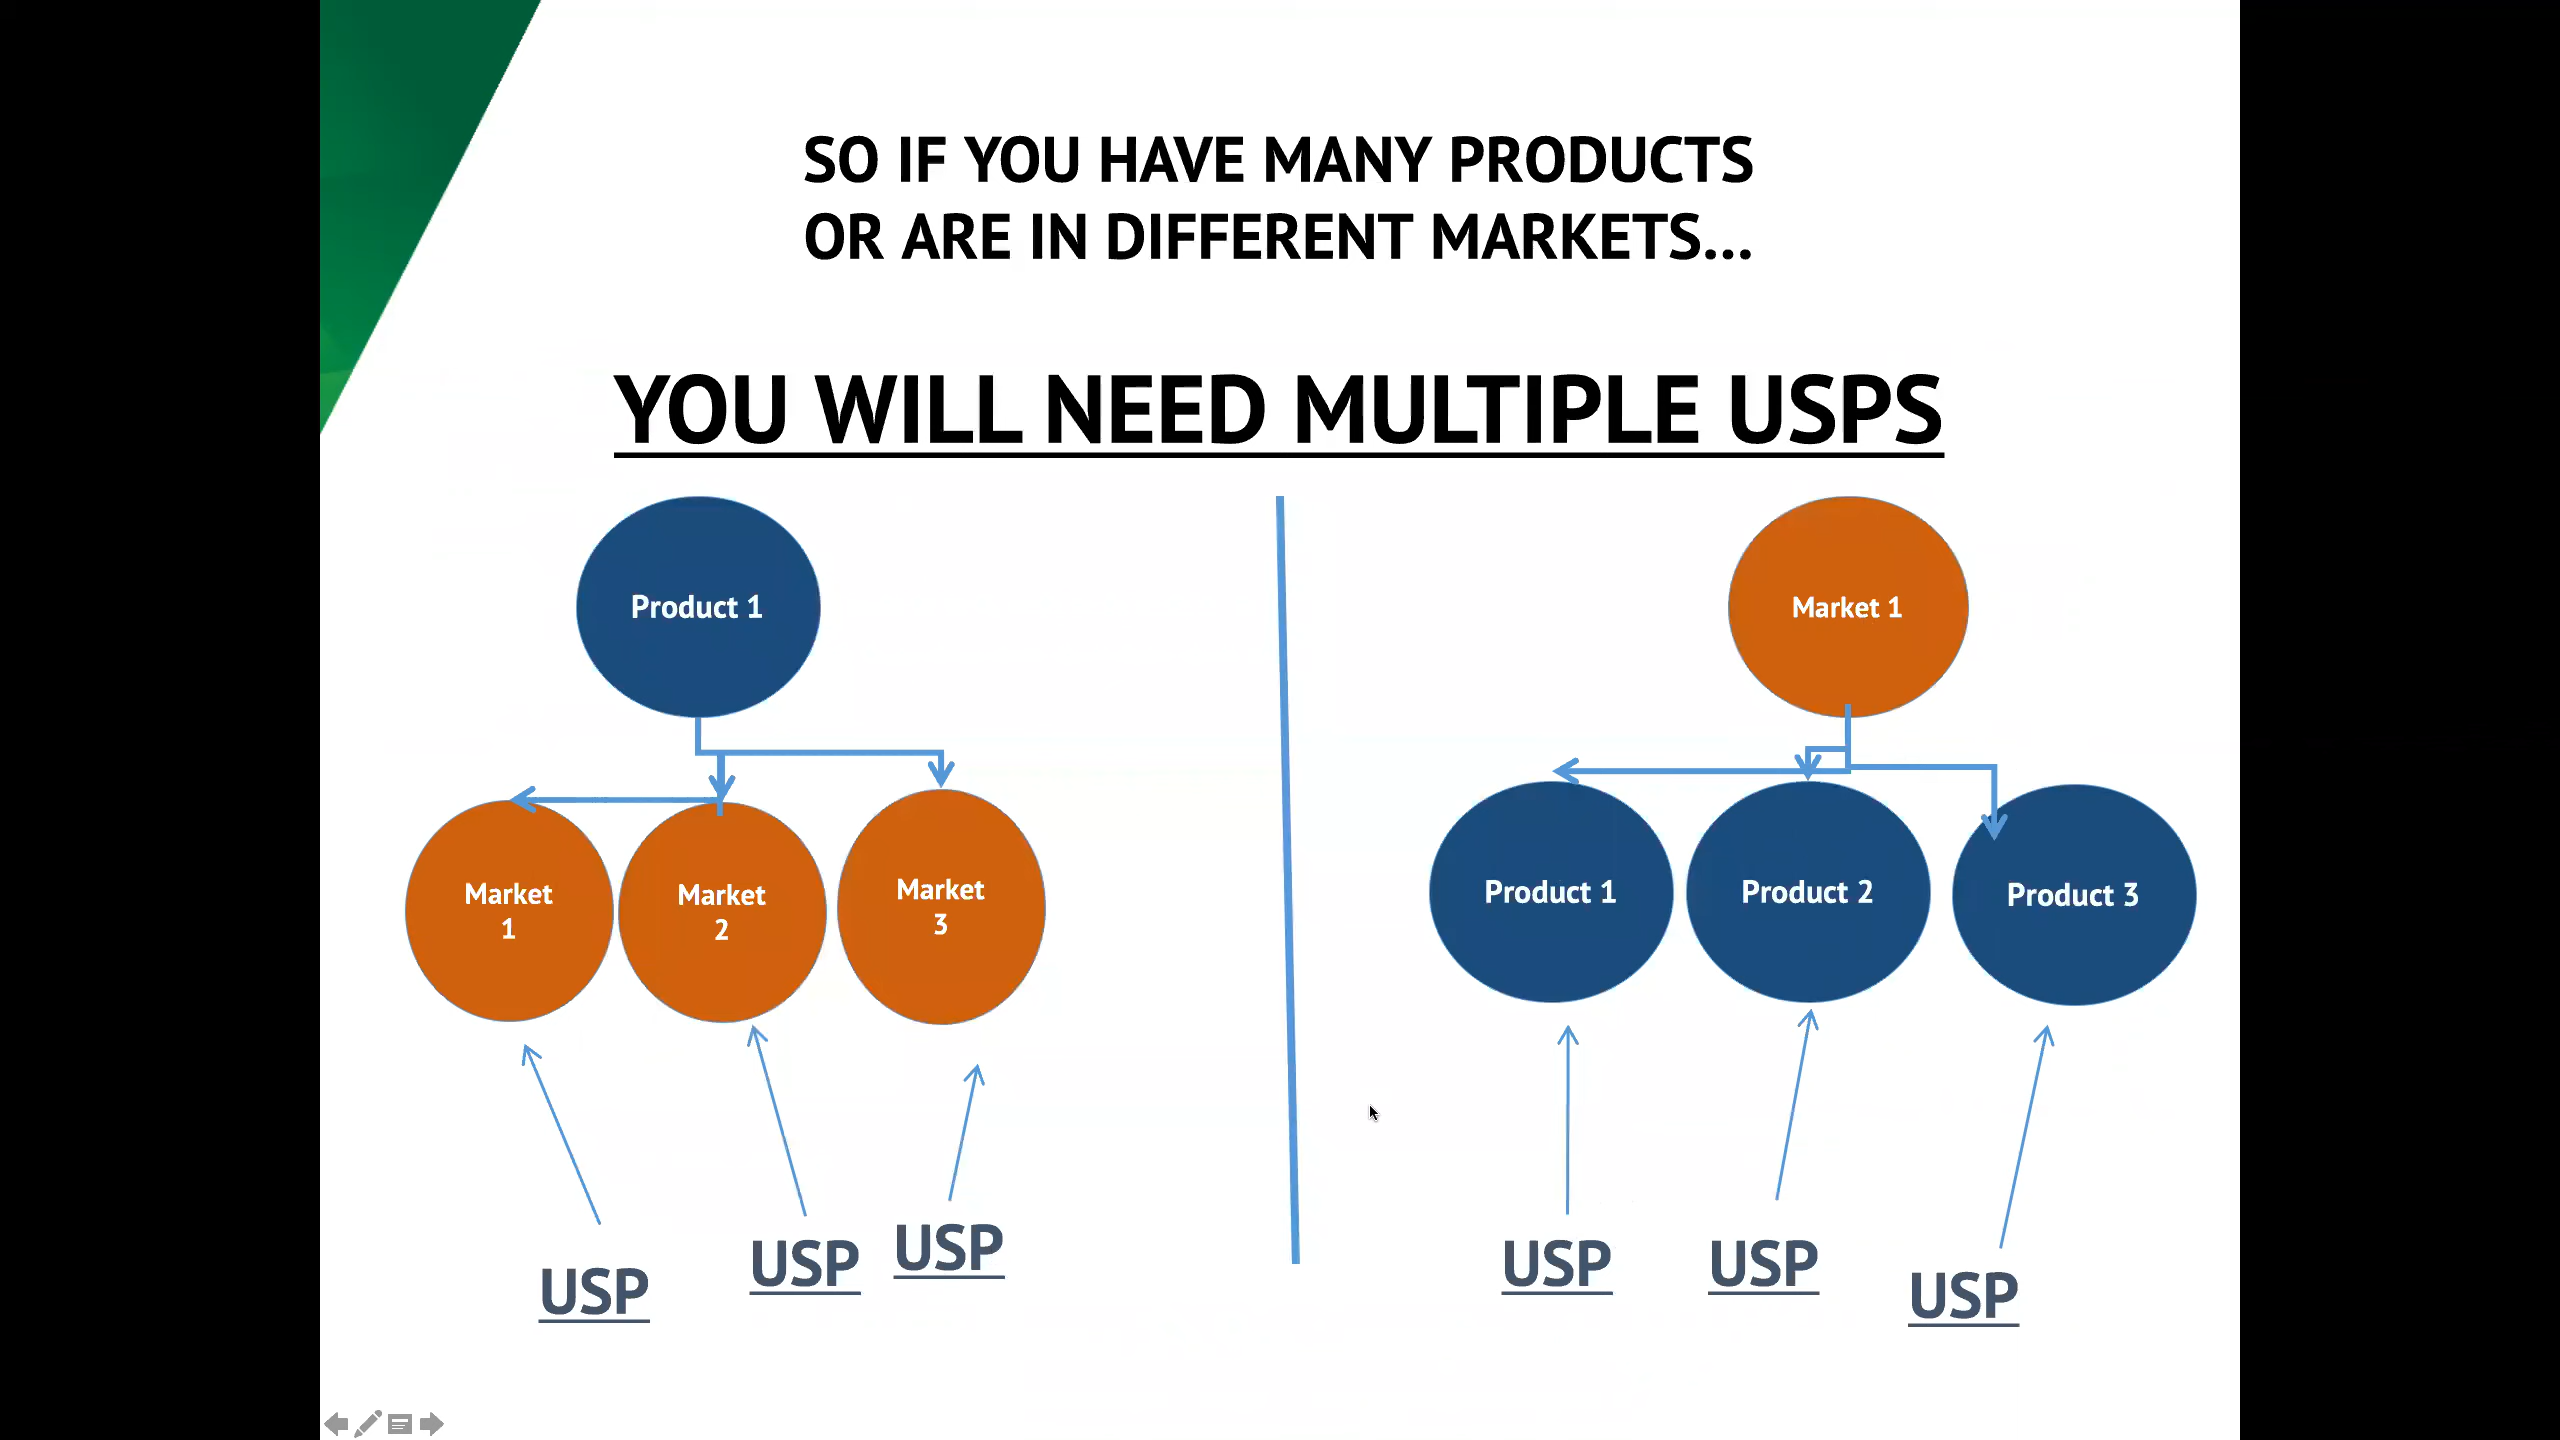 SO IF YOU HAVE MANY PRODUCTS
OR ARE IN DIFFERENT MARKETS...
YOU WILL NEED MULTIPLE USPS
Product 1
Market
1
Market
2
Market
3
USP
USP
USP
Market 1
Product 1
Product 2
Product 3
USP
USP
USP